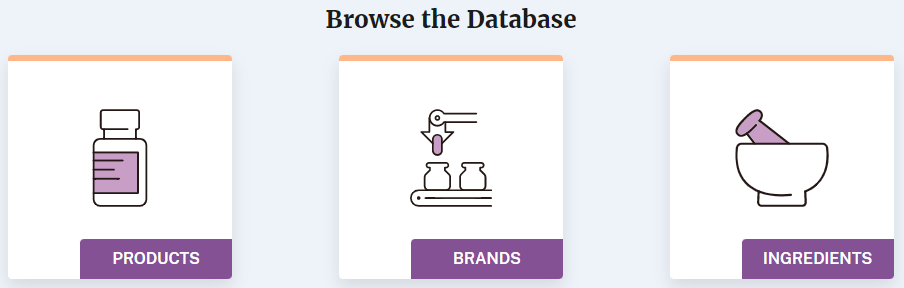 Browse the Database
PRODUCTS
BRANDS
INGREDIENTS